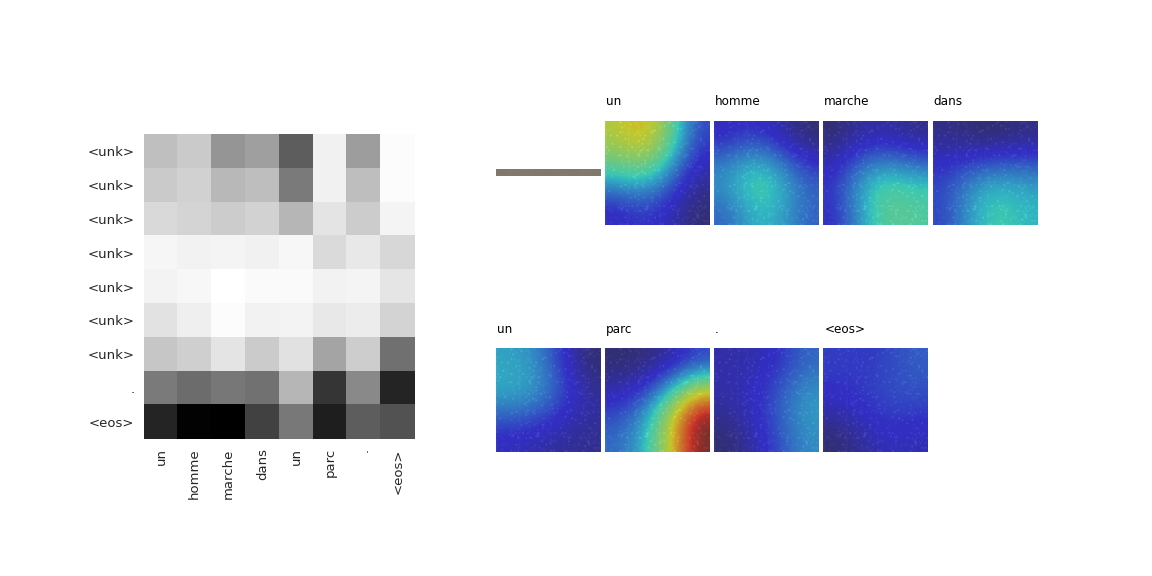 <unk>
<unk>
<unk>
<unk>
<unk>
<unk>
<unk>
.
<eos>
un homme marche dans un parc . <eos>
un homme marche dans
un parc . <eos>